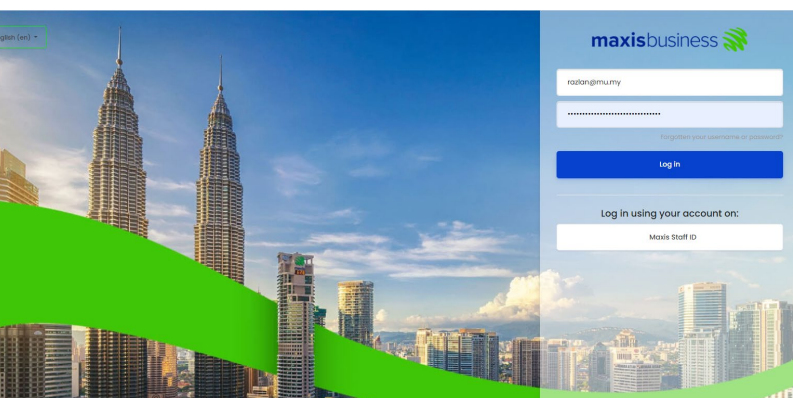 glish (en)
maxisbusiness
razlan@mu.my
Forgotten your username or password?
Log in
Log in using your account on:
Maxis Staff ID